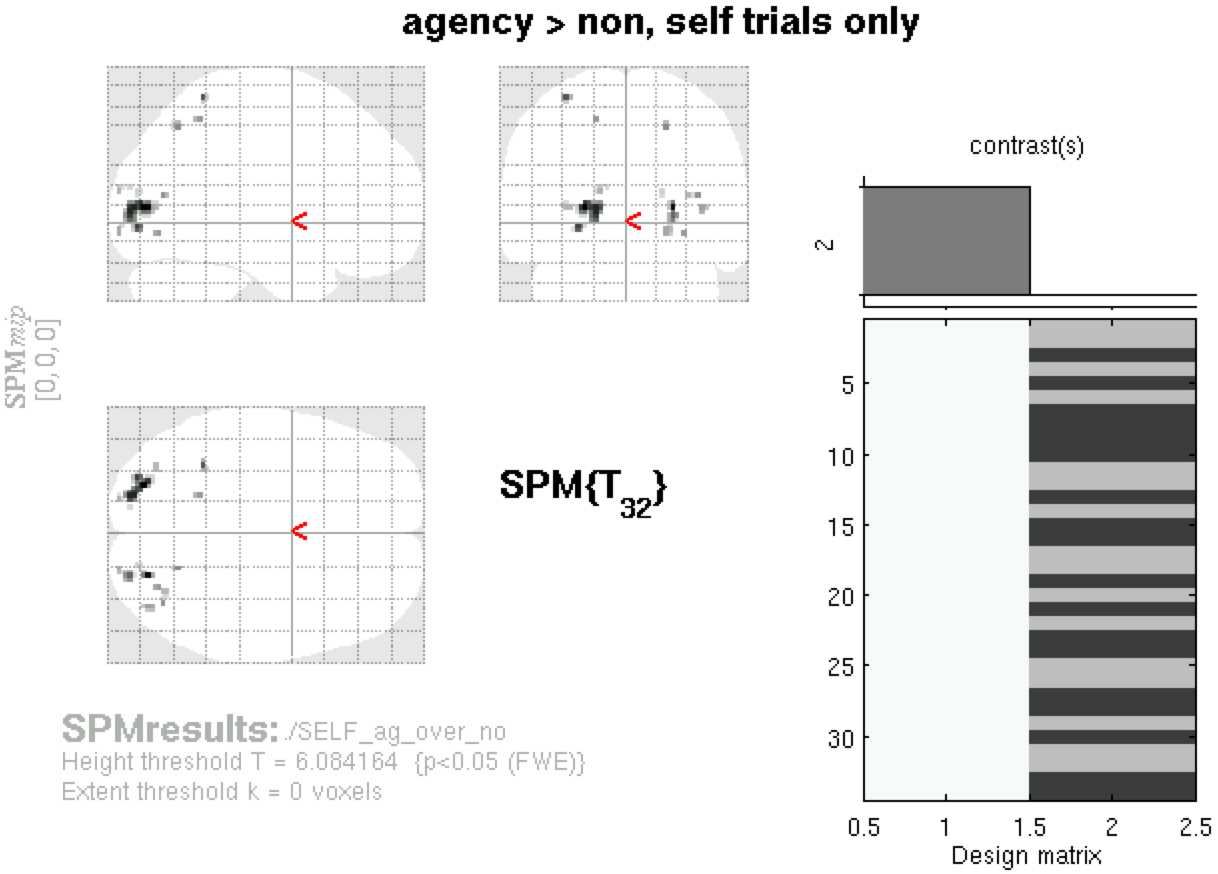 agency > non, self trials only
contrast(s)
2
SPMmip
[0, 0, 0]
<
<
<
SPM{T32}
5
10
15
20
25
30
0.5 1 1.5 2 2.5
Design matrix
SPMresults: ./SELF_ag_over_no
Height threshold T = 6.084164 {p<0.05 (FWE)}
Extent threshold k = 0 voxels